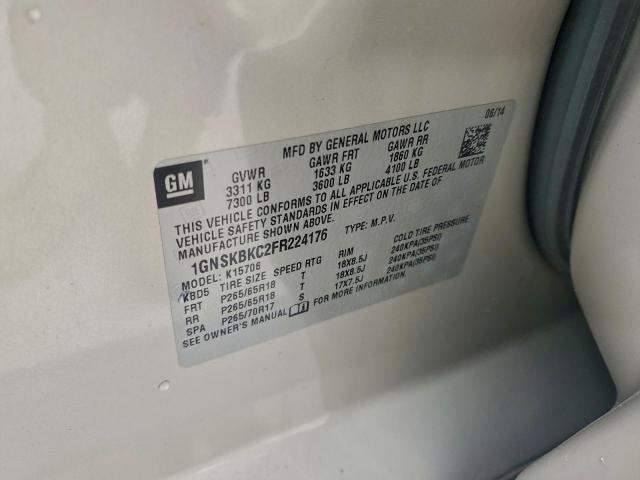 06/14
GM
MFD BY GENERAL MOTORS LLC
GVWR GAWR FRT GAWR RR
3311 KG 1633 KG 1860 KG
7300 LB 3600 LB 4100 LB
THIS VEHICLE CONFORMS TO ALL APPLICABLE U.S. FEDERAL MOTOR
VEHICLE SAFETY STANDARDS IN EFFECT ON THE DATE OF
MANUFACTURE SHOWN ABOVE.
1GNSKBKC2FR224176 TYPE: M.P.V.
MODEL: K15706
KBD5 TIRE SIZE SPEED RTG RIM COLD TIRE PRESSURE
FRT P265/65R18 T 18X8.5J 240KPA(35PSI)
RR P265/65R18 T 18X8.5J 240KPA(35PSI)
SPA P265/70R17 S 17X7.5J 240KPA(35PSI)
SEE OWNER'S MANUAL